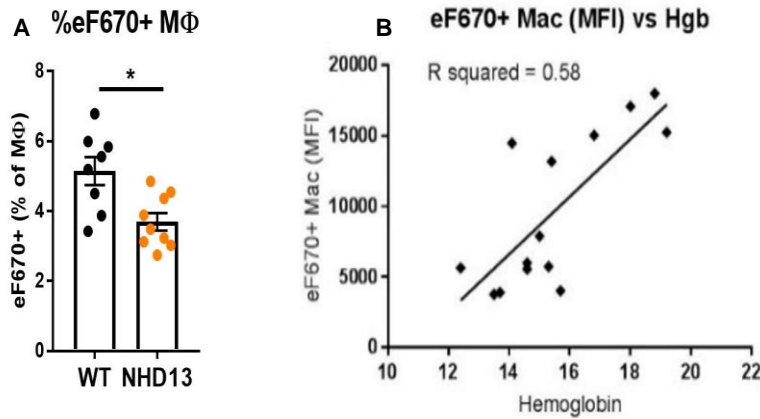 A
%eF670+ MΦ
*
eF670+ (% of MΦ)
8
6
4
2
0
WT NHD13
B
eF670+ Mac (MFI) vs Hgb
R squared = 0.58
eF670+ Mac (MFI)
20000
15000
10000
5000
0
10 12 14 16 18 20 22
Hemoglobin